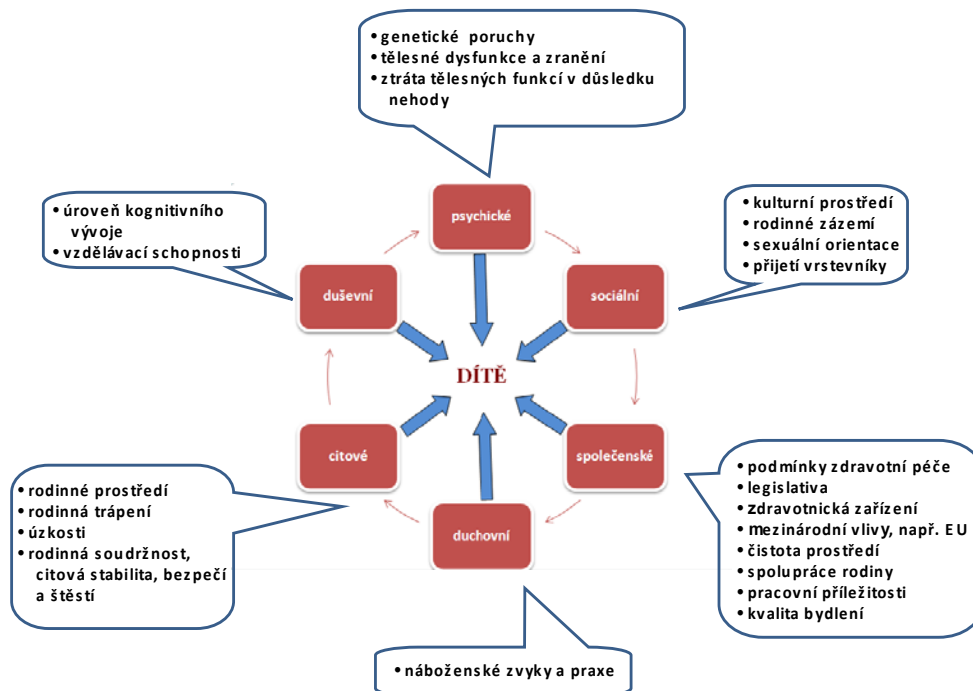 • genetické poruchy
• tělesné dysfunkce a zranění
• ztráta tělesných funkcí v důsledku
nehody
psychické
• úroveň kognitivního
vývoje
• vzdělávací schopnosti
duševní
• kulturní prostředí
• rodinné zázemí
• sexuální orientace
• přijetí vrstevníky
sociální
DÍTĚ
citové
společenské
• rodinné prostředí
• rodinná trápení
• úzkosti
• rodinná soudržnost,
citová stabilita, bezpečí
a štěstí
duchovní
• podmínky zdravotní péče
• legislativa
• zdravotnická zařízení
• mezinárodní vlivy, např. EU
• čistota prostředí
• spolupráce rodiny
• pracovní příležitosti
• kvalita bydlení
• náboženské zvyky a praxe